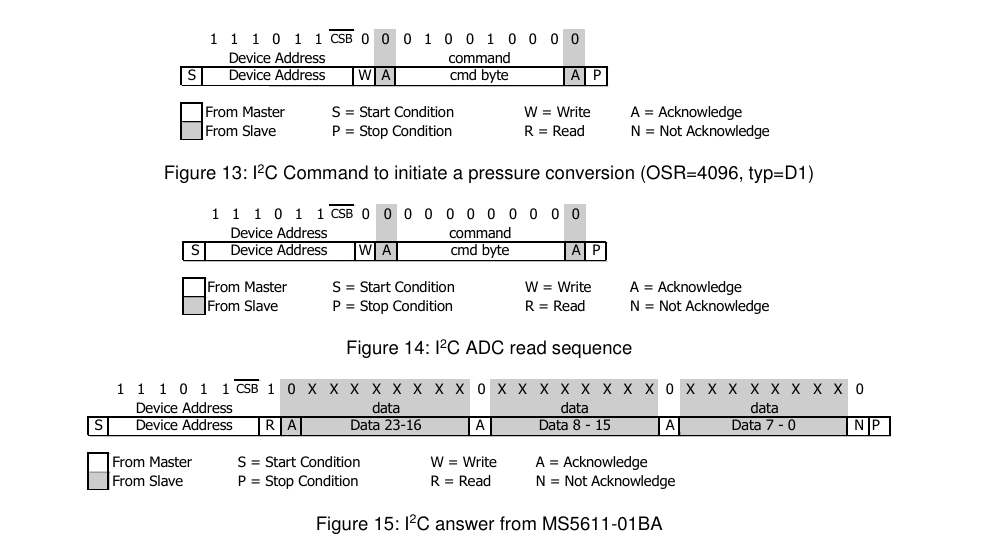 1 1 1 0 1 1 CSB 0 0 0 1 0 0 1 0 0 0 0
Device Address command
S Device Address W A cmd byte A P
From Master S = Start Condition W = Write A = Acknowledge
From Slave P = Stop Condition R = Read N = Not Acknowledge
Figure 13: I²C Command to initiate a pressure conversion (OSR=4096, typ=D1)
1 1 1 0 1 1 CSB 0 0 0 0 0 0 0 0 0 0 0
Device Address command
S Device Address W A cmd byte A P
From Master S = Start Condition W = Write A = Acknowledge
From Slave P = Stop Condition R = Read N = Not Acknowledge
Figure 14: I²C ADC read sequence
1 1 1 0 1 1 CSB 1 0 X X X X X X X X 0 X X X X X X X X 0 X X X X X X X X 0
Device Address data data data
S Device Address R A Data 23-16 A Data 8 - 15 A Data 7 - 0 N P
From Master S = Start Condition W = Write A = Acknowledge
From Slave P = Stop Condition R = Read N = Not Acknowledge
Figure 15: I²C answer from MS5611-01BA